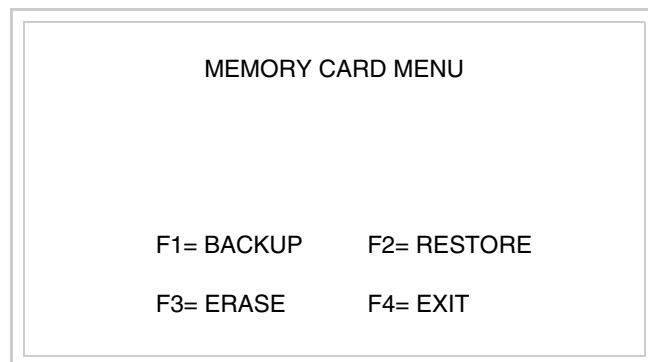 MEMORY CARD MENU
F1= BACKUP F2= RESTORE
F3= ERASE F4= EXIT